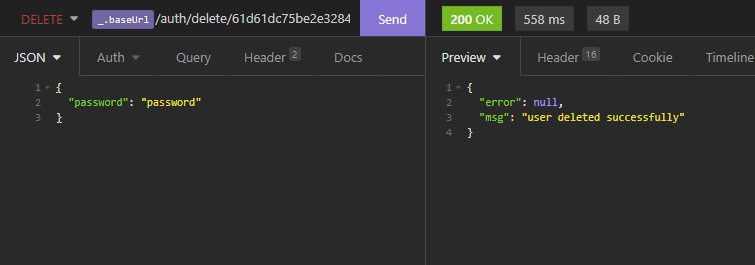 DELETE _.baseUrl /auth/delete/61d61dc75be2e3284 Send 200 OK 558 ms 48 B
JSON Auth Query Header 2 Docs Preview Header 16 Cookie Timeline
1 {
2 "password": "password"
3 }
1 {
2 "error": null,
3 "msg": "user deleted successfully"
4 }